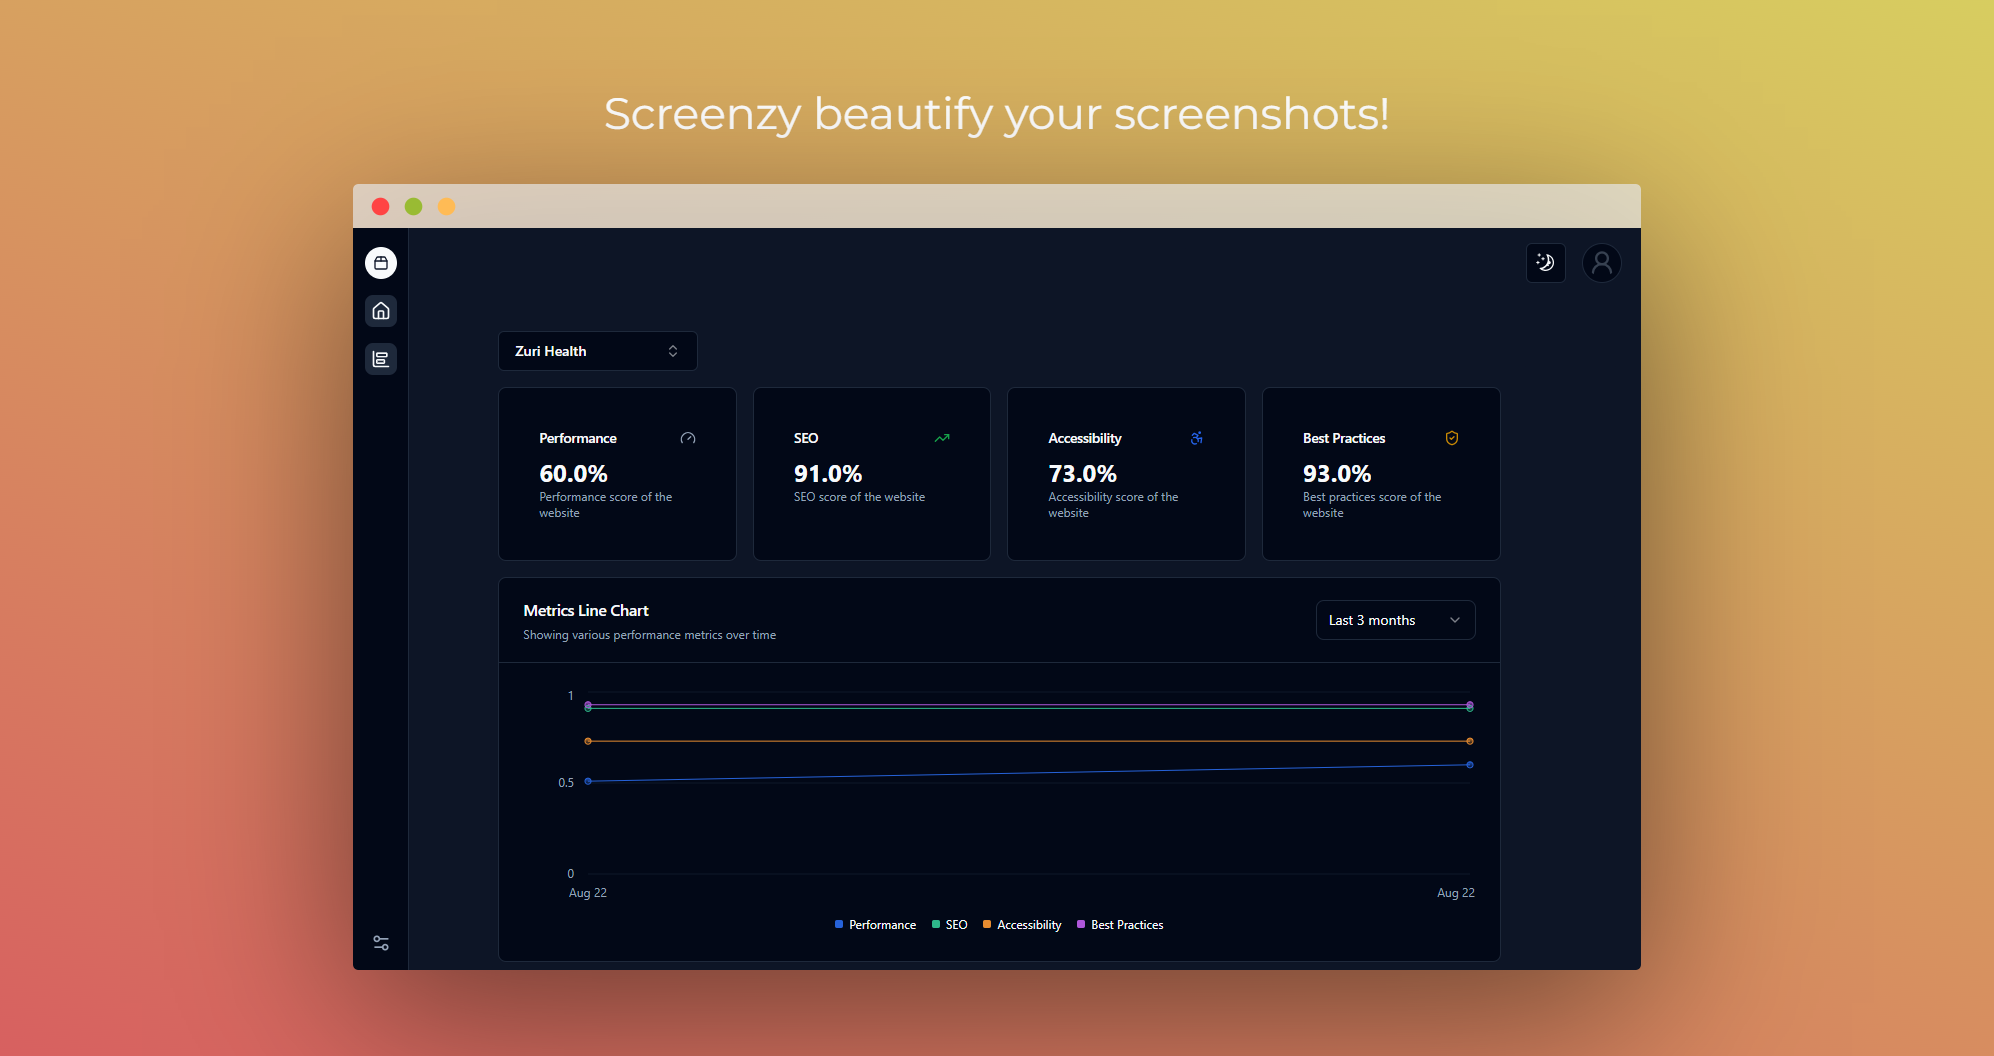 Screenzy beautify your screenshots!
Zuri Health
Performance
60.0%
Performance score of the
website
SEO
91.0%
SEO score of the website
Accessibility
73.0%
Accessibility score of the
website
Best Practices
93.0%
Best practices score of the
website
Metrics Line Chart
Showing various performance metrics over time
Last 3 months
1
0.5
0
Aug 22 Aug 22
Performance SEO Accessibility Best Practices